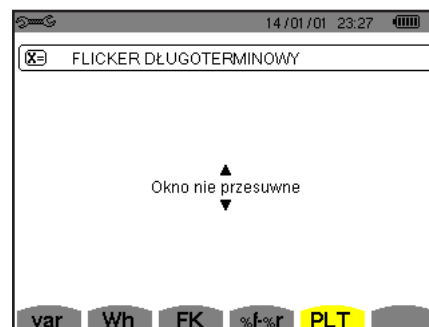 14/01/01 23:27
X= FLICKER DŁUGOTERMINOWY
Okno nie przesuwne
var Wh FK %f-%r PLT